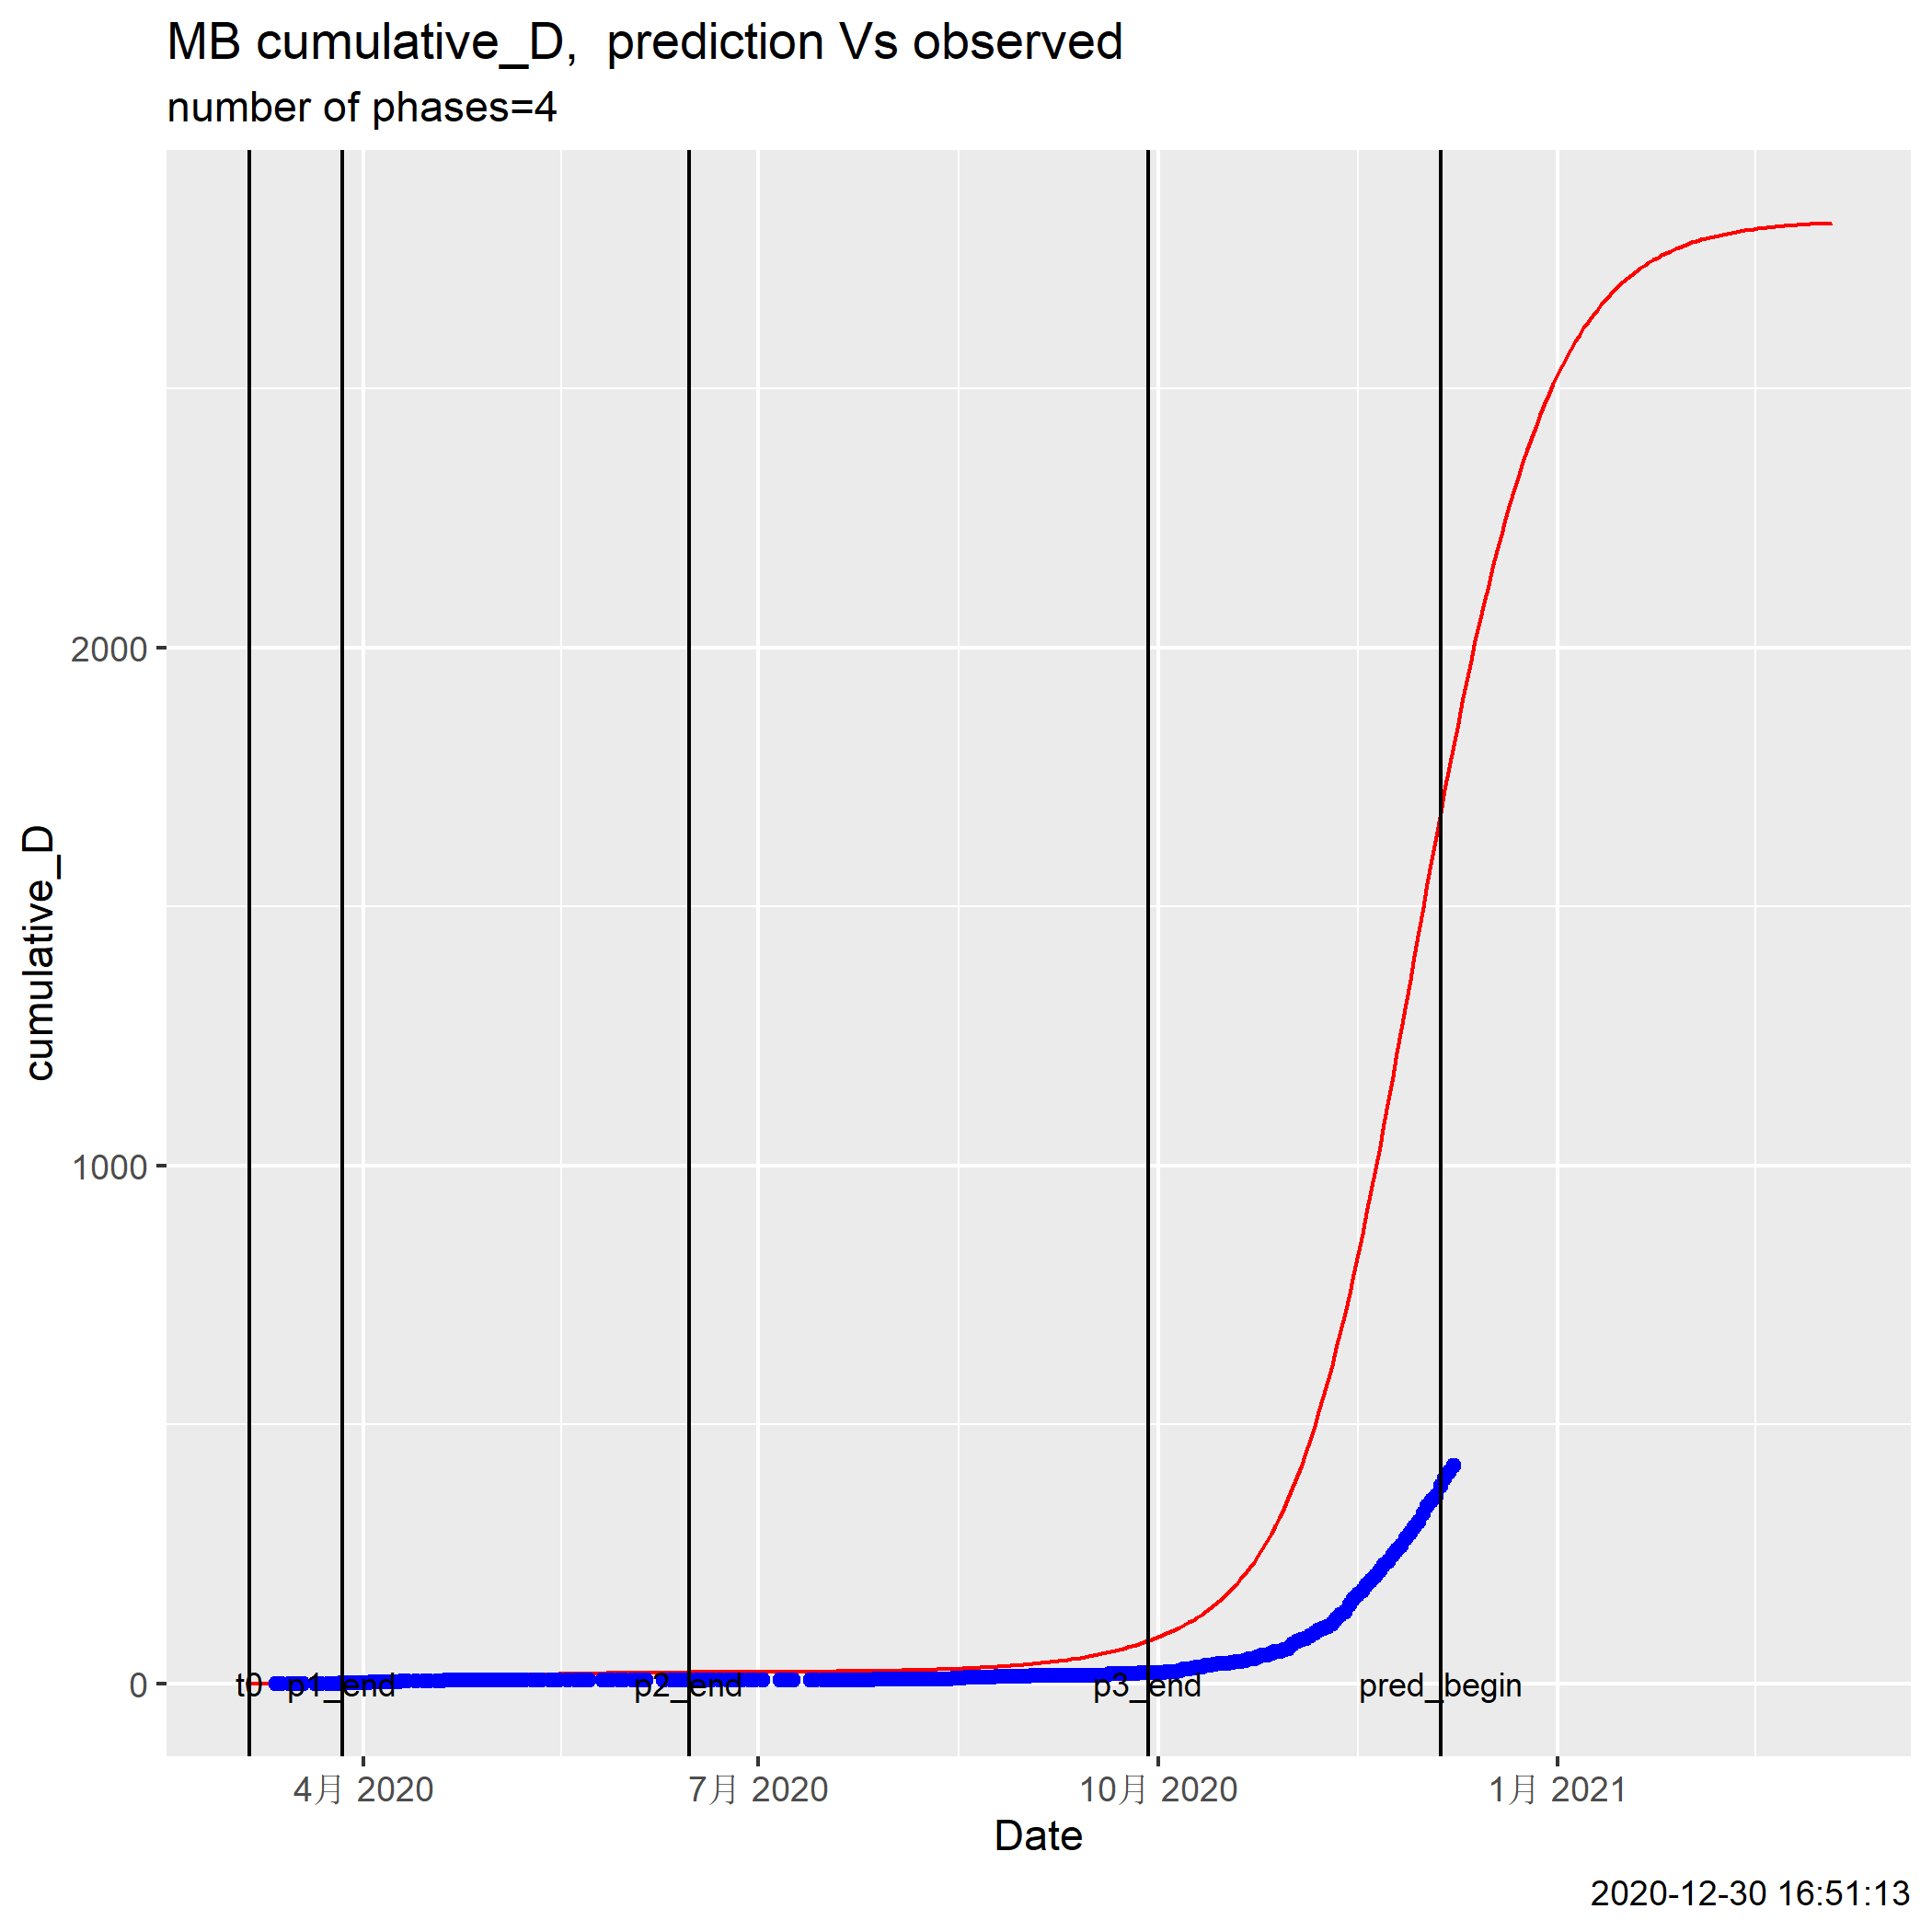 MB cumulative_D,  prediction Vs observed
number of phases=4
cumulative_D
2000
1000
0
t0 p1_end p2_end p3_end pred_begin
4月 2020 7月 2020 10月 2020 1月 2021
Date
2020-12-30 16:51:13